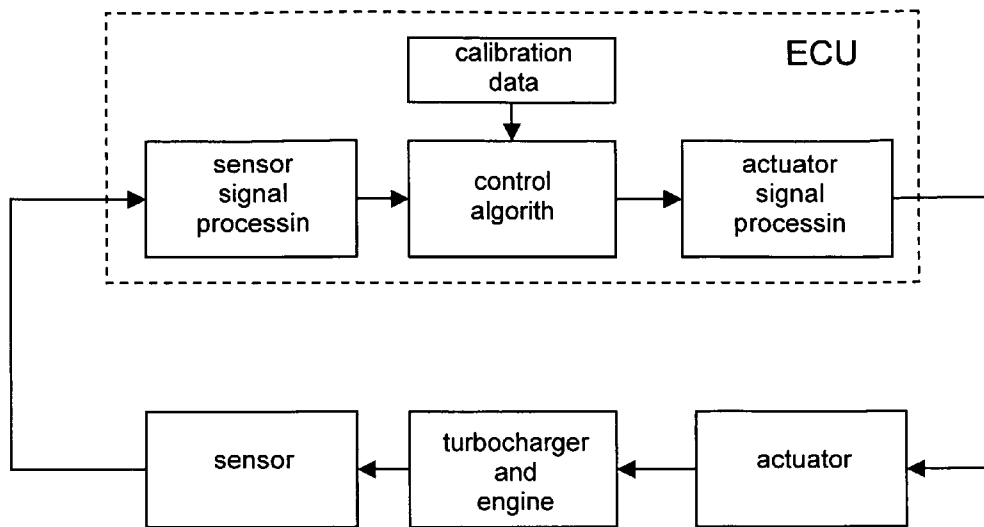 ECU
calibration
data
sensor
signal
processin
control
algorith
actuator
signal
processin
sensor
turbocharger
and
engine
actuator